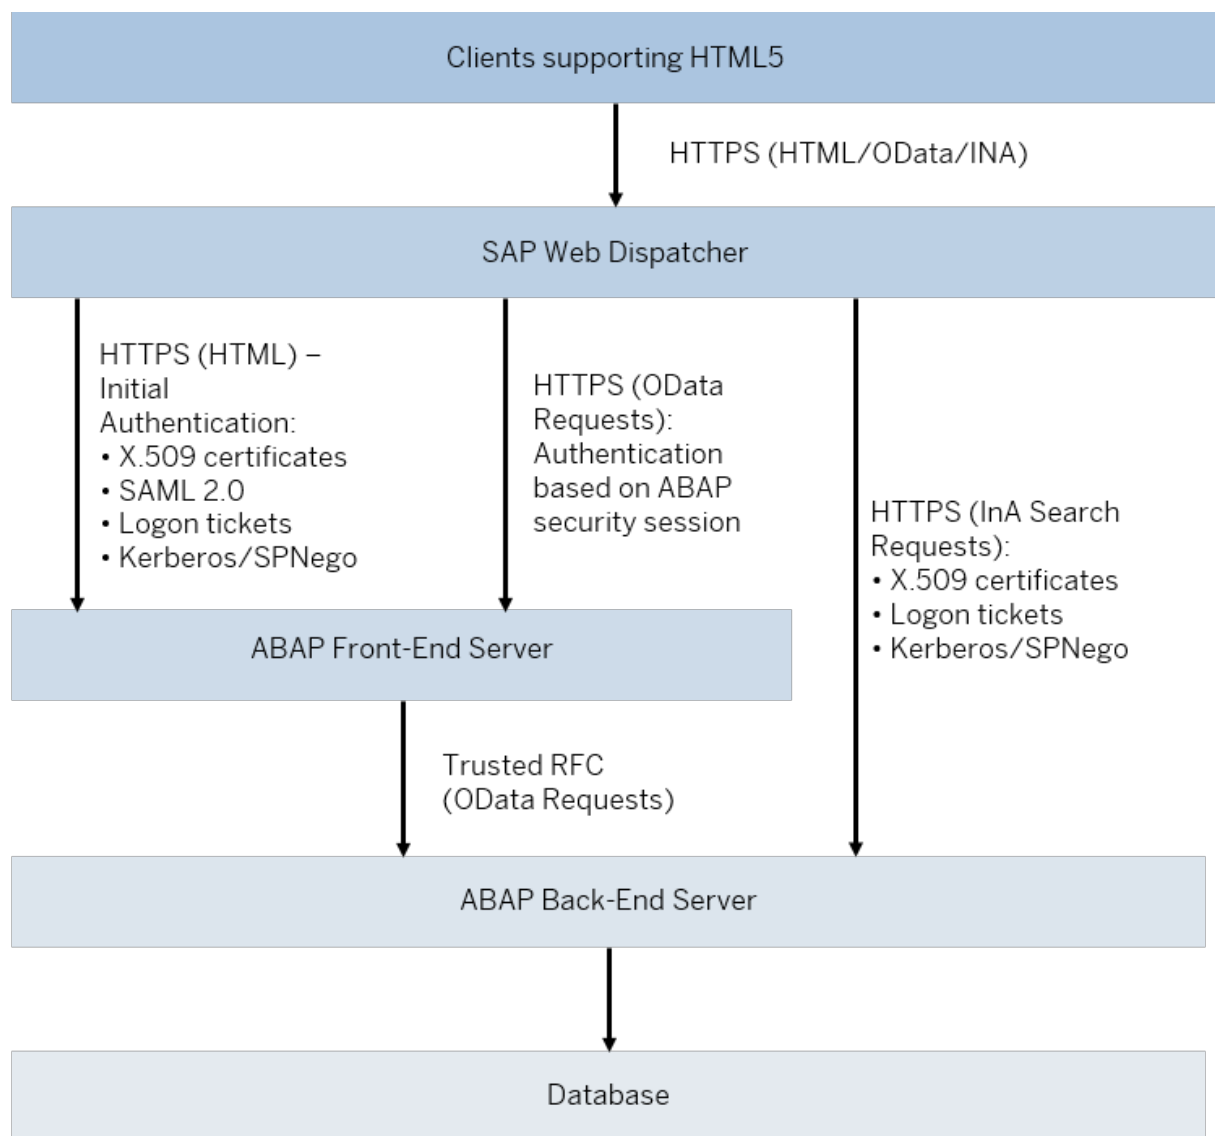 Clients supporting HTML5
HTTPS (HTML/OData/INA)
SAP Web Dispatcher
HTTPS (HTML) –
Initial
Authentication:
• X.509 certificates
• SAML 2.0
• Logon tickets
• Kerberos/SPNego
HTTPS (OData
Requests):
Authentication
based on ABAP
security session
HTTPS (InA Search
Requests):
• X.509 certificates
• Logon tickets
• Kerberos/SPNego
ABAP Front-End Server
Trusted RFC
(OData Requests)
ABAP Back-End Server
Database